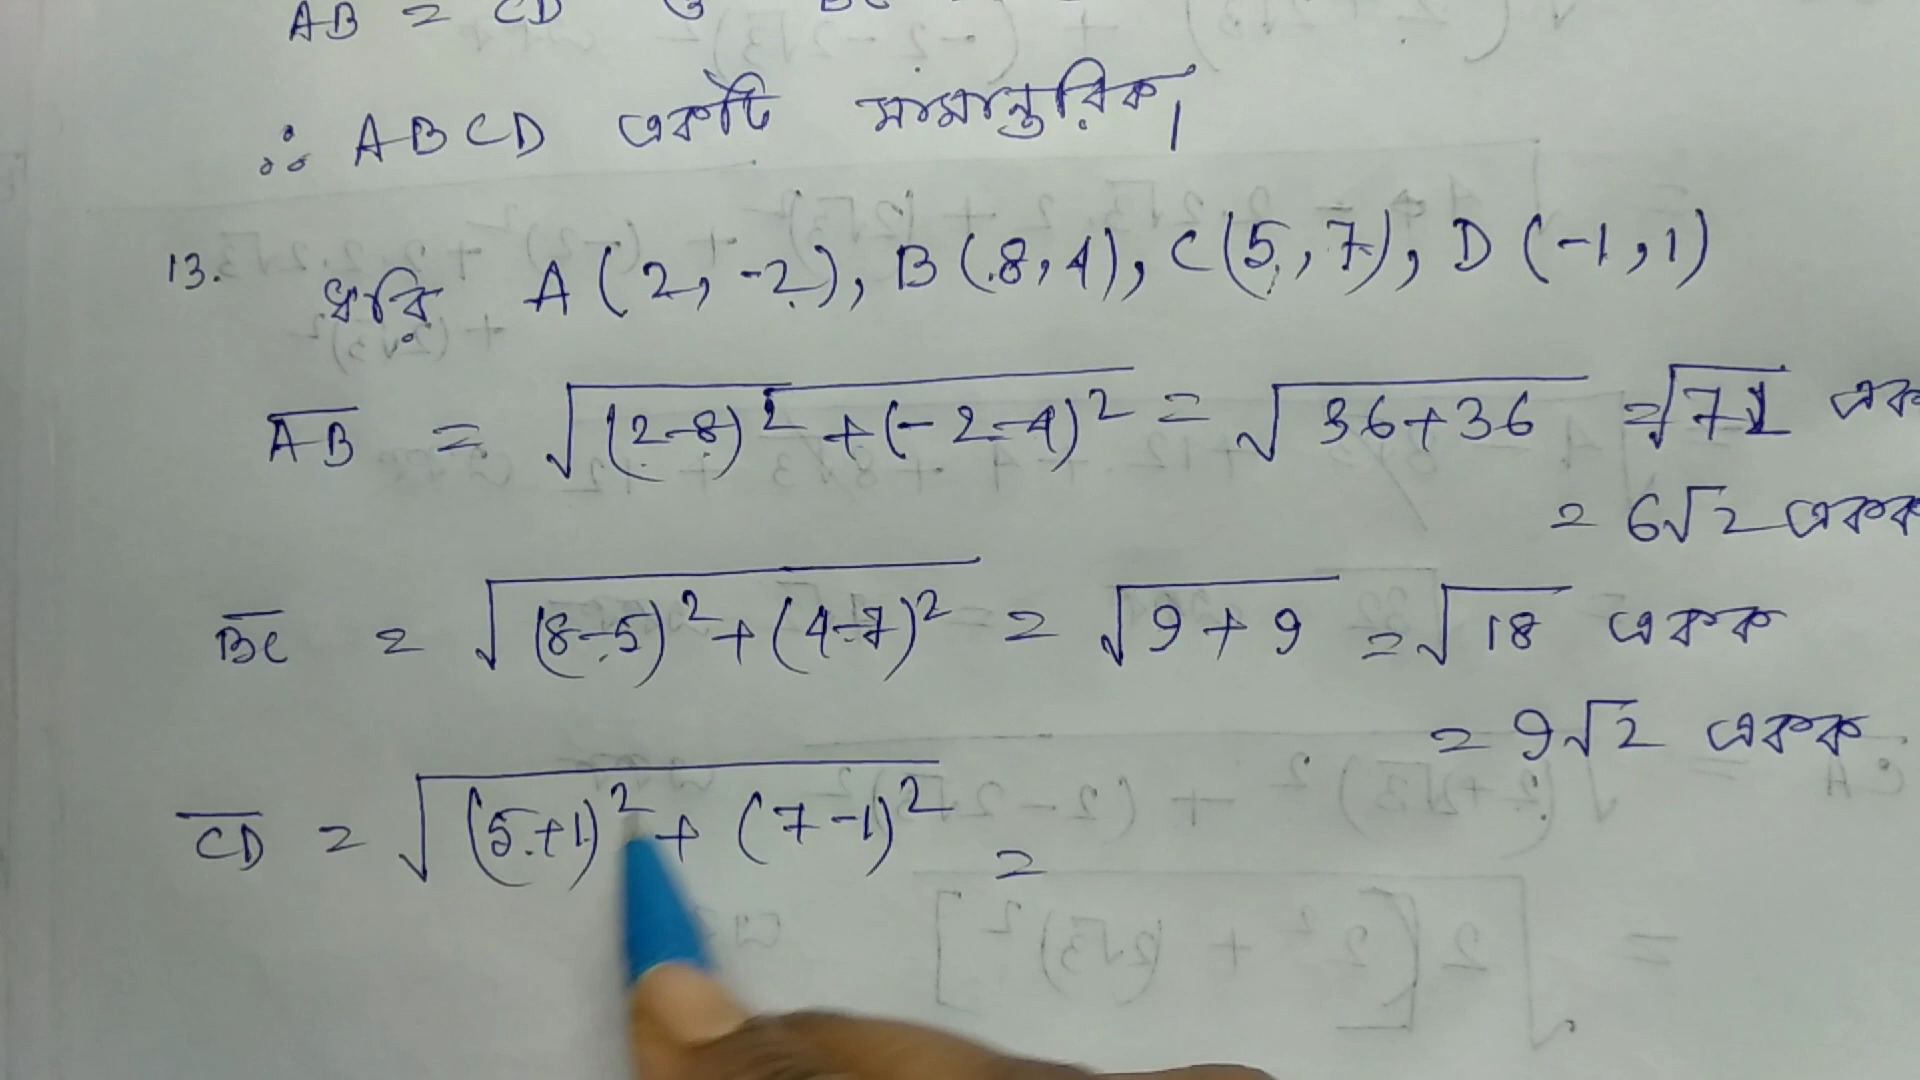 AB = CD ও
∴ ABCD একটি সামান্তরিক।
13. ধরি A (2, -2), B (8, 4), C (5, 7), D (-1, 1)
AB = √(2-8)² + (-2-4)² = √36+36 = √72 এক
= 6√2 একক
BC = √(8-5)² + (4-7)² = √9+9 = √18 একক
= 9√2 একক
CD = √(5+1)² + (7-1)² =